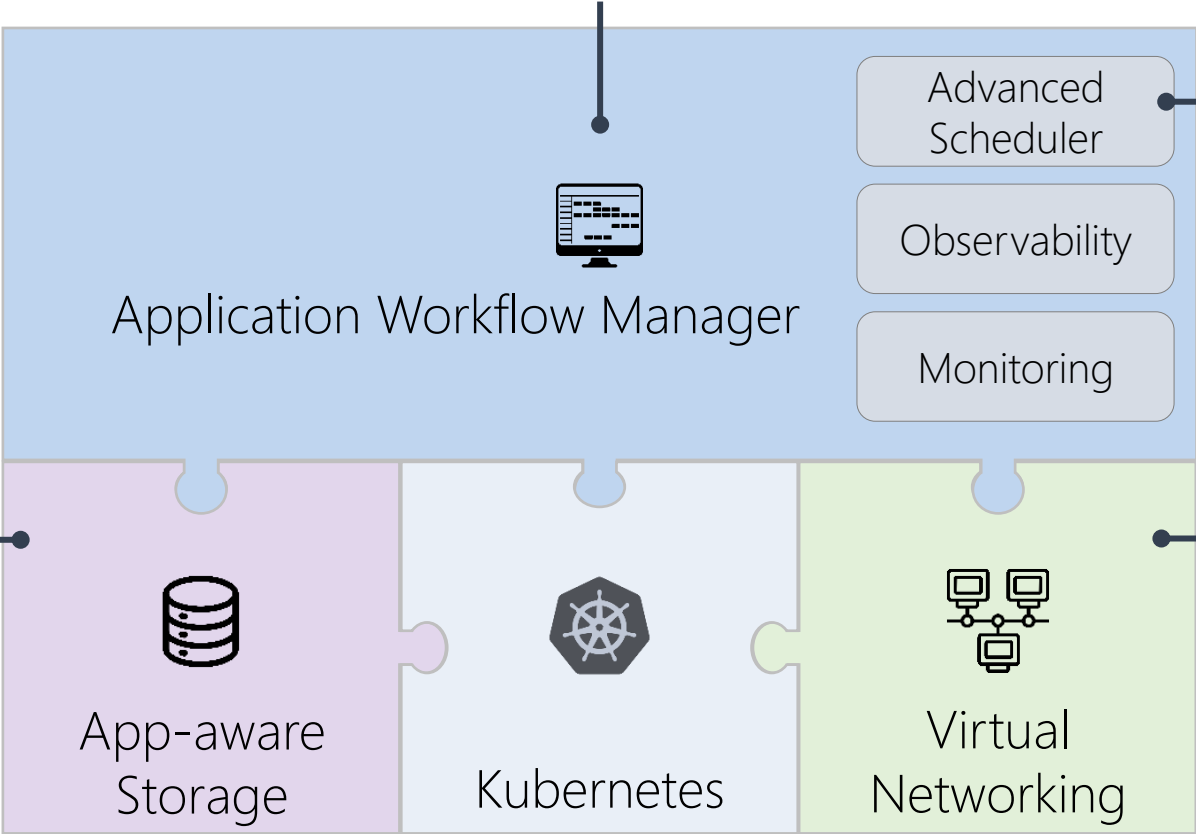 Advanced
Scheduler
Observability
Application Workflow Manager
Monitoring
App-aware
Storage
Kubernetes
Virtual
Networking